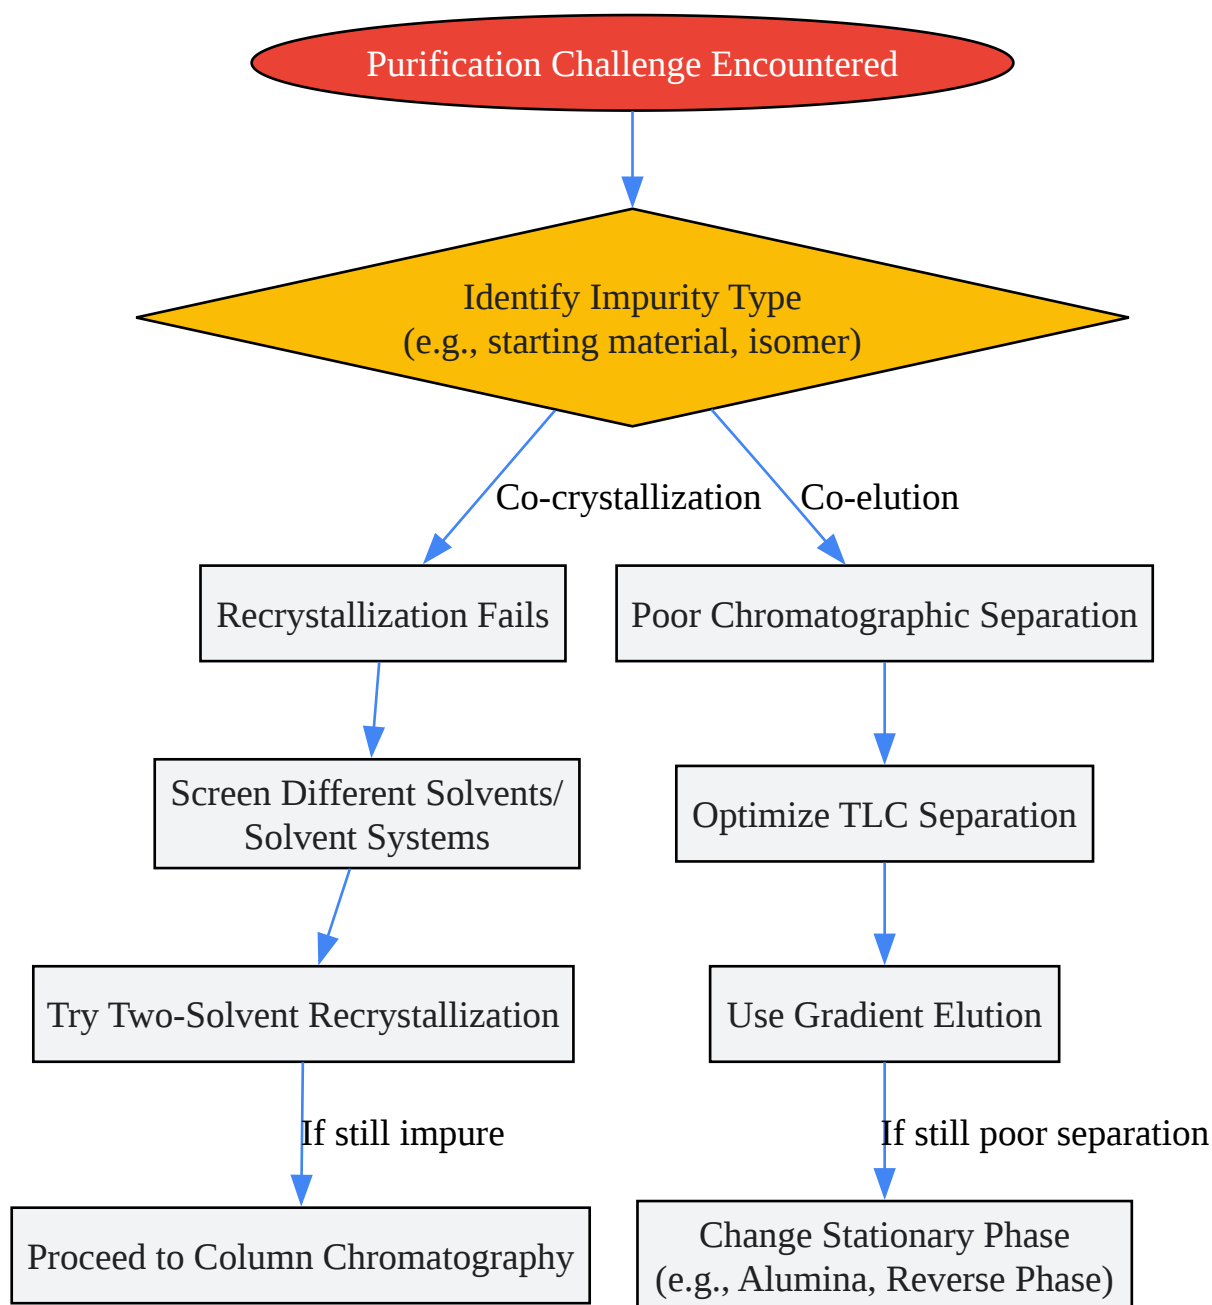 Purification Challenge Encountered
Identify Impurity Type
(e.g., starting material, isomer)
Co-crystallization
Co-elution
Recrystallization Fails
Poor Chromatographic Separation
Screen Different Solvents/
Solvent Systems
Optimize TLC Separation
Try Two-Solvent Recrystallization
Use Gradient Elution
If still impure
If still poor separation
Proceed to Column Chromatography
Change Stationary Phase
(e.g., Alumina, Reverse Phase)